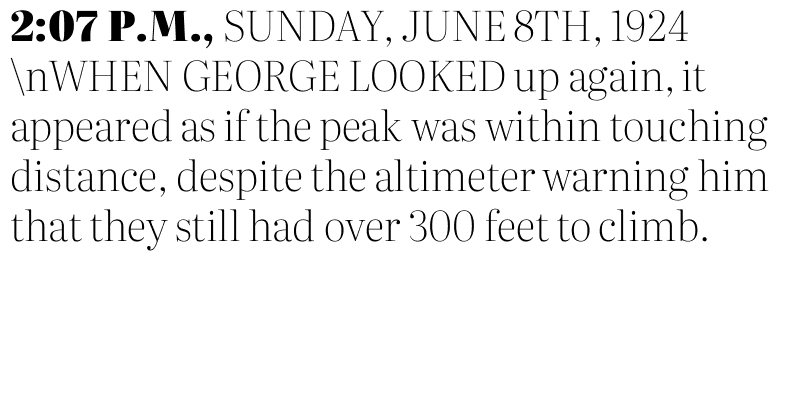 2:07 P.M., SUNDAY, JUNE 8TH, 1924
\nWHEN GEORGE LOOKED up again, it
appeared as if the peak was within touching
distance, despite the altimeter warning him
that they still had over 300 feet to climb.